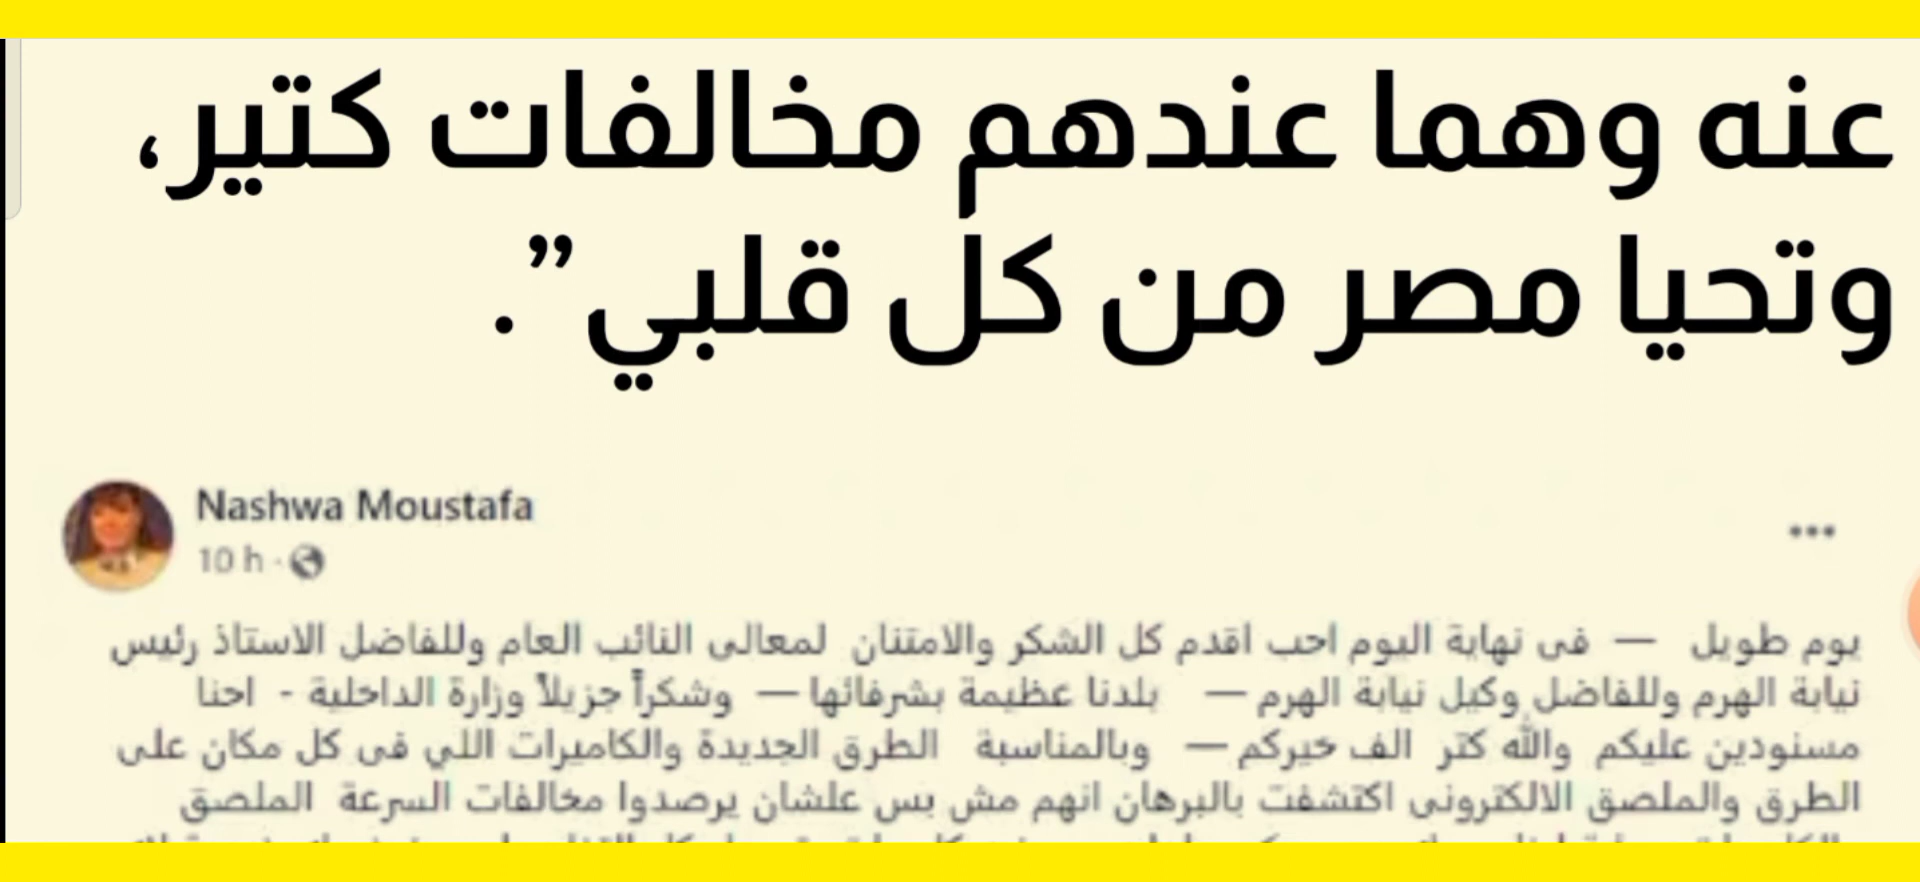 عنه وهما عندهم مخالفات كتير،
وتحيا مصر من كل قلبي”.
Nashwa Moustafa
10 h ·
يوم طويل — فى نهاية اليوم احب اقدم كل الشكر والامتنان لمعالى النائب العام وللفاضل الاستاذ رئيس
نيابة الهرم وللفاضل وكيل نيابة الهرم — بلدنا عظيمة بشرفائها — وشكراً جزيلاً وزارة الداخلية - احنا
مسنودين عليكم والله كتر الف خيركم — وبالمناسبة الطرق الجديدة والكاميرات اللي فى كل مكان على
الطرق والملصق الالكترونى اكتشفت بالبرهان انهم مش بس علشان يرصدوا مخالفات السرعة الملصق